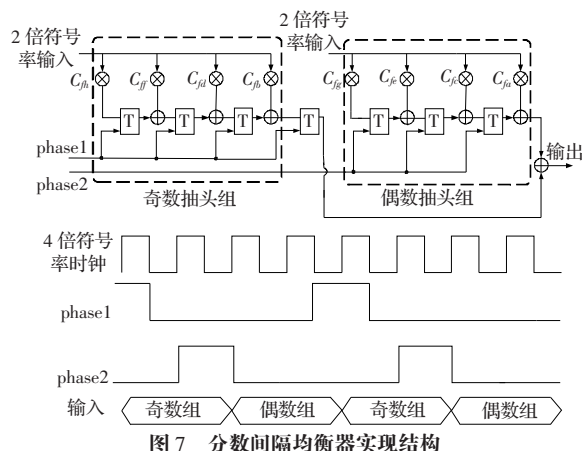 2 倍符号
率输入
2 倍符号
率输入
C_fh C_ff C_fd C_fb C_fg C_fe C_fc C_fa
T T T T T T T
phase1
phase2
奇数抽头组
偶数抽头组
输出
4 倍符号
率时钟
phase1
phase2
输入 奇数组 偶数组 奇数组 偶数组
图 7 分数间隔均衡器实现结构